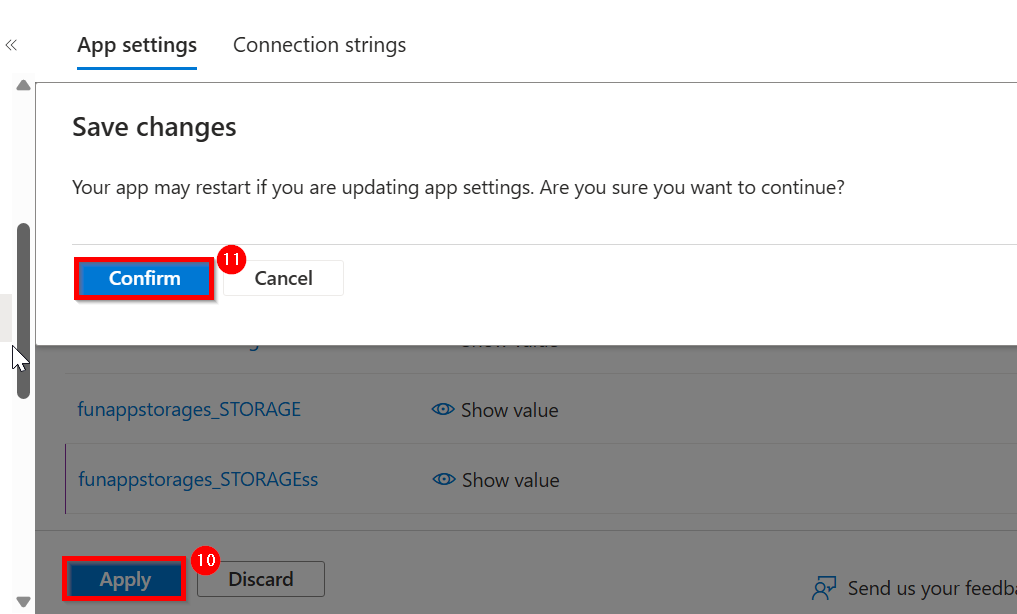 App settings
Connection strings
Save changes
Your app may restart if you are updating app settings. Are you sure you want to continue?
Confirm
11
Cancel
funappstorages_STORAGE
Show value
funappstorages_STORAGEss
Show value
Apply
10
Discard
Send us your